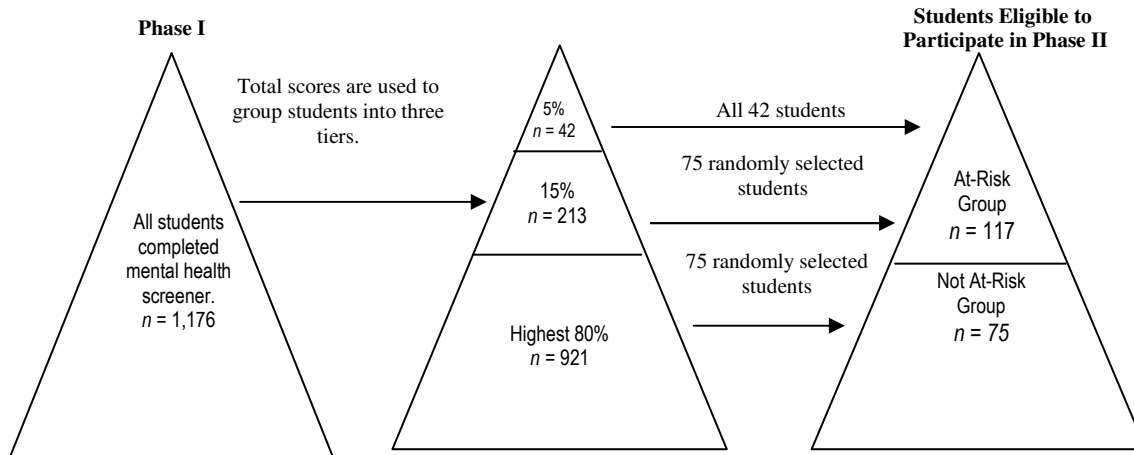 Phase I
All students
completed
mental health
screener.
n = 1,176
Total scores are used to
group students into three
tiers.
5%
n = 42
15%
n = 213
Highest 80%
n = 921
All 42 students
75 randomly selected
students
75 randomly selected
students
Students Eligible to
Participate in Phase II
At-Risk
Group
n = 117
Not At-Risk
Group
n = 75